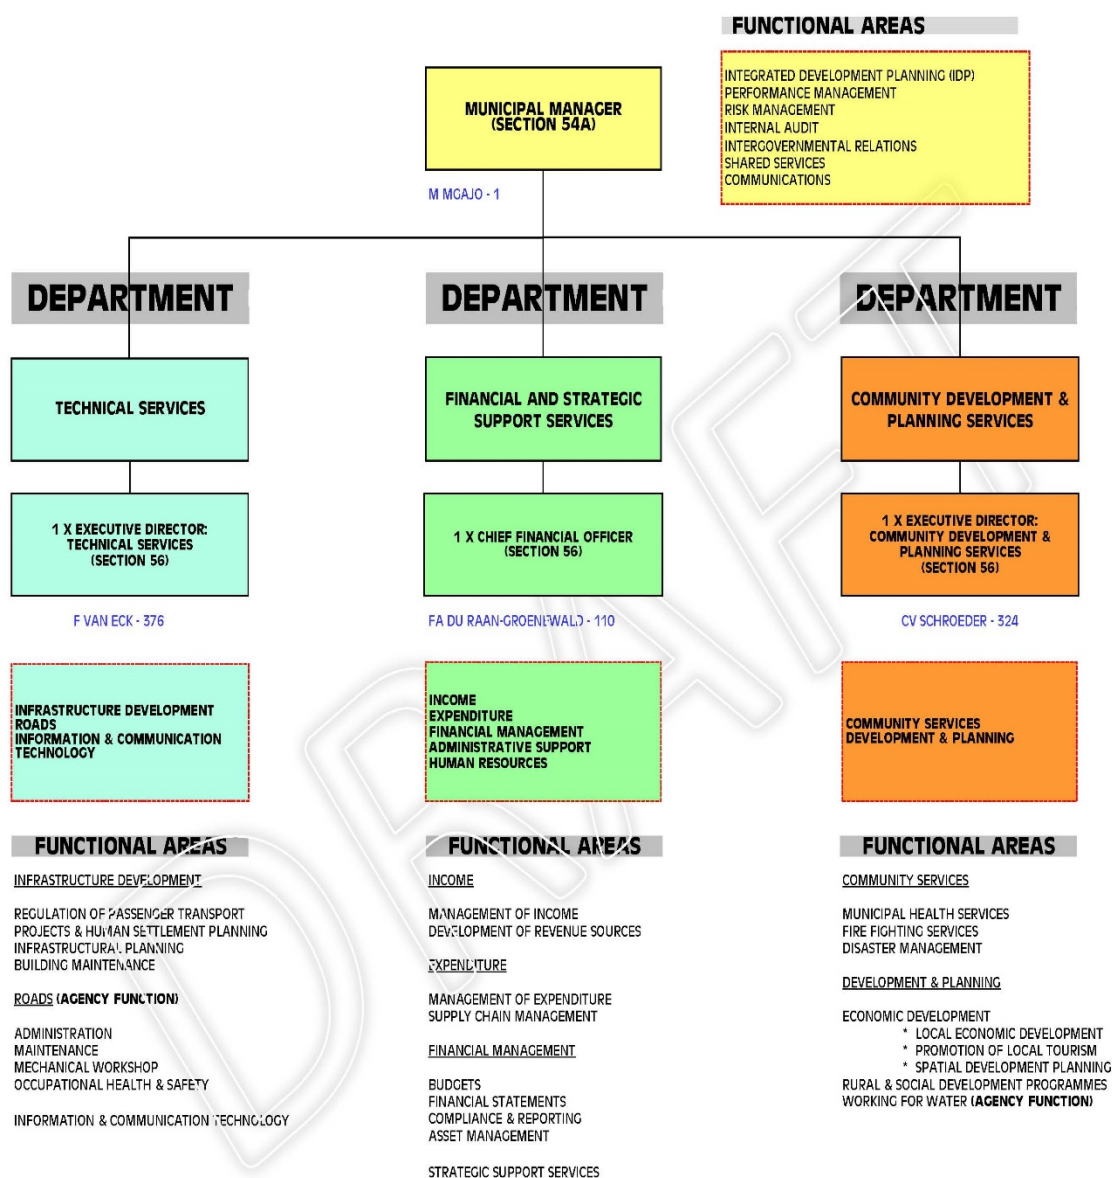 FUNCTIONAL AREAS
INTEGRATED DEVELOPMENT PLANNING (IDP)
PERFORMANCE MANAGEMENT
RISK MANAGEMENT
INTERNAL AUDIT
INTERGOVERNMENTAL RELATIONS
SHARED SERVICES
COMMUNICATIONS
MUNICIPAL MANAGER
(SECTION 54A)
M MGAJO - 1
DEPARTMENT
TECHNICAL SERVICES
1 X EXECUTIVE DIRECTOR:
TECHNICAL SERVICES
(SECTION 56)
F VAN ECK - 376
INFRASTRUCTURE DEVELOPMENT
ROADS
INFORMATION & COMMUNICATION
TECHNOLOGY
FUNCTIONAL AREAS
INFRASTRUCTURE DEVELOPMENT
REGULATION OF PASSENGER TRANSPORT
PROJECTS & HUMAN SETTLEMENT PLANNING
INFRASTRUCTURAL PLANNING
BUILDING MAINTENANCE
ROADS (AGENCY FUNCTION)
ADMINISTRATION
MAINTENANCE
MECHANICAL WORKSHOP
OCCUPATIONAL HEALTH & SAFETY
INFORMATION & COMMUNICATION TECHNOLOGY
DEPARTMENT
FINANCIAL AND STRATEGIC
SUPPORT SERVICES
1 X CHIEF FINANCIAL OFFICER
(SECTION 56)
FA DU RAAN-GROENEWALD - 110
INCOME
EXPENDITURE
FINANCIAL MANAGEMENT
ADMINISTRATIVE SUPPORT
HUMAN RESOURCES
FUNCTIONAL AREAS
INCOME
MANAGEMENT OF INCOME
DEVELOPMENT OF REVENUE SOURCES
EXPENDITURE
MANAGEMENT OF EXPENDITURE
SUPPLY CHAIN MANAGEMENT
FINANCIAL MANAGEMENT
BUDGETS
FINANCIAL STATEMENTS
COMPLIANCE & REPORTING
ASSET MANAGEMENT
STRATEGIC SUPPORT SERVICES
DEPARTMENT
COMMUNITY DEVELOPMENT &
PLANNING SERVICES
1 X EXECUTIVE DIRECTOR:
COMMUNITY DEVELOPMENT &
PLANNING SERVICES
(SECTION 56)
CV SCHROEDER - 324
COMMUNITY SERVICES
DEVELOPMENT & PLANNING
FUNCTIONAL AREAS
COMMUNITY SERVICES
MUNICIPAL HEALTH SERVICES
FIRE FIGHTING SERVICES
DISASTER MANAGEMENT
DEVELOPMENT & PLANNING
ECONOMIC DEVELOPMENT
* LOCAL ECONOMIC DEVELOPMENT
* PROMOTION OF LOCAL TOURISM
* SPATIAL DEVELOPMENT PLANNING
RURAL & SOCIAL DEVELOPMENT PROGRAMMES
WORKING FOR WATER (AGENCY FUNCTION)
DRAFT